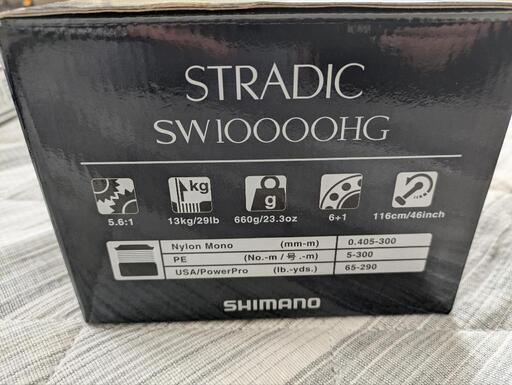 STRADIC
SW10000HG
kg
g
5.6:1
13kg/29lb
660g/23.3oz
6+1
116cm/46inch
Nylon Mono (mm-m) 0.405-300
PE (No.-m / 号.-m) 5-300
USA/PowerPro (lb.-yds.) 65-290
SHIMANO